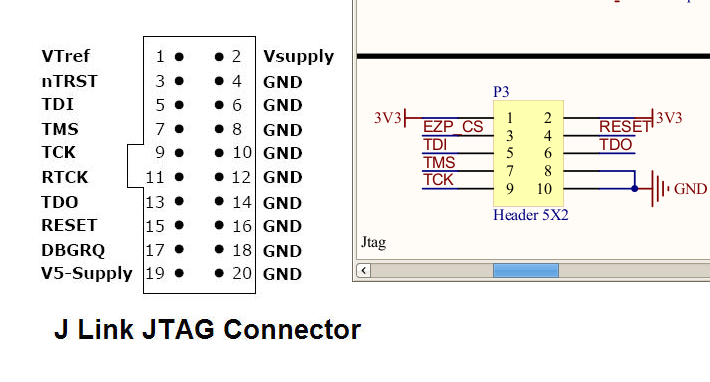 VTref 1 2 Vsupply
nTRST 3 4 GND
TDI 5 6 GND
TMS 7 8 GND
TCK 9 10 GND
RTCK 11 12 GND
TDO 13 14 GND
RESET 15 16 GND
DBGRQ 17 18 GND
V5-Supply 19 20 GND
J Link JTAG Connector
P3
3V3 1 2 3V3
EZP_CS 3 4 RESET
TDI 5 6 TDO
TMS 7 8
TCK 9 10 GND
Header 5X2
Jtag